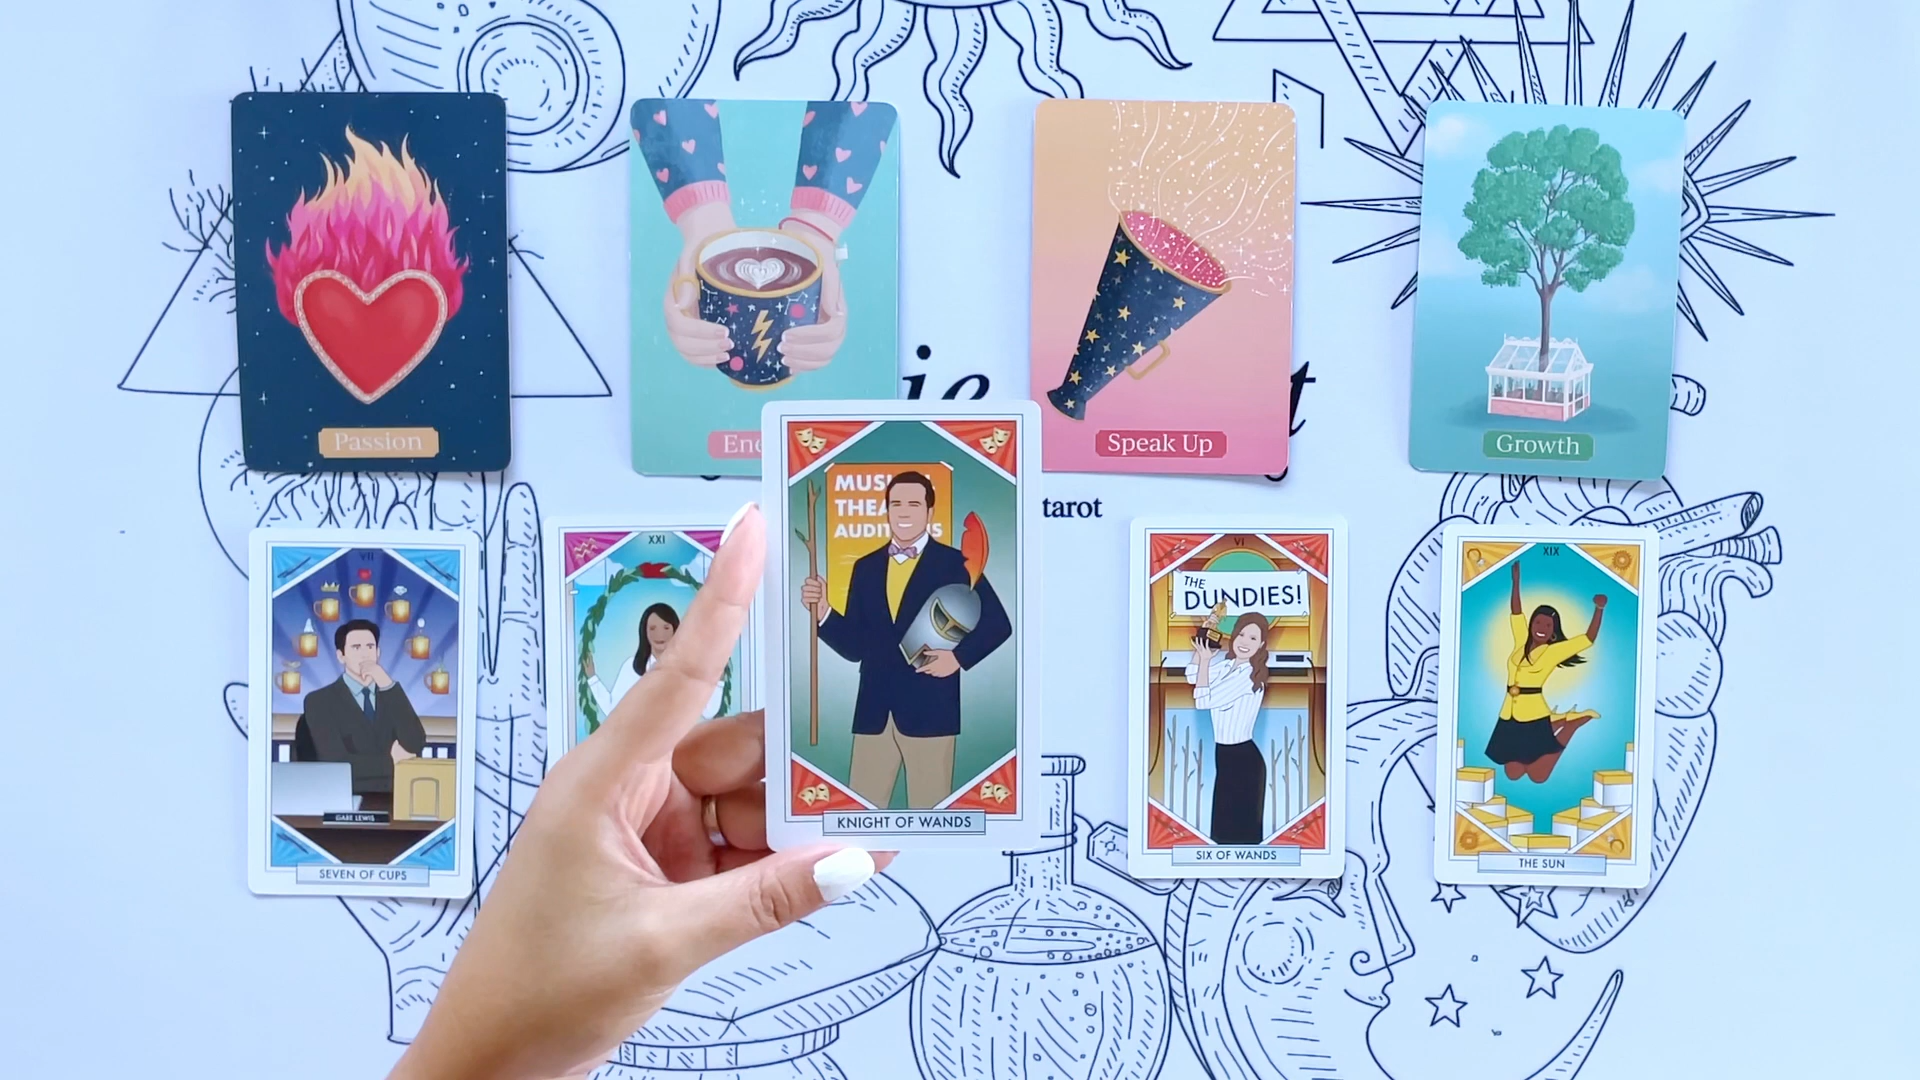 Passion
Speak Up
Growth
tarot
VII
GABE LEWIS
SEVEN OF CUPS
XXI
THEA
KNIGHT OF WANDS
VI
THE
DUNDIES!
SIX OF WANDS
XIX
THE SUN